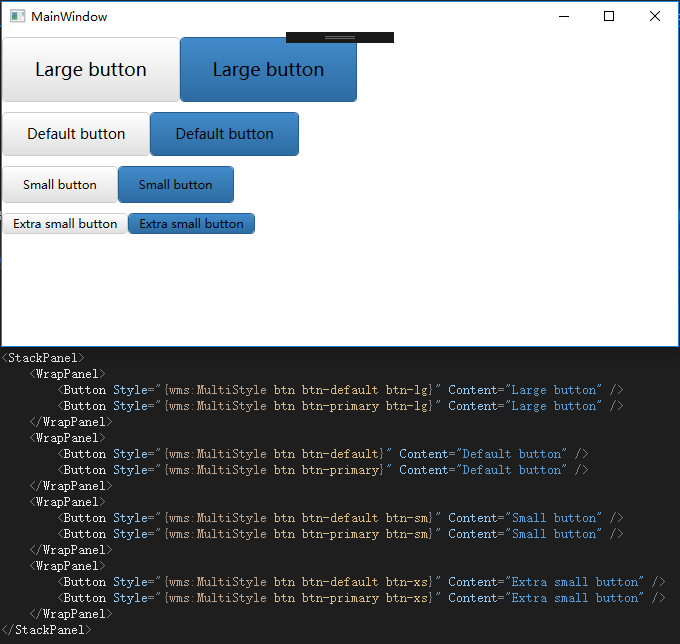 MainWindow
Large button Large button
Default button Default button
Small button Small button
Extra small button Extra small button
<StackPanel>
    <WrapPanel>
        <Button Style="{wms:MultiStyle btn btn-default btn-lg}" Content="Large button" />
        <Button Style="{wms:MultiStyle btn btn-primary btn-lg}" Content="Large button" />
    </WrapPanel>
    <WrapPanel>
        <Button Style="{wms:MultiStyle btn btn-default}" Content="Default button" />
        <Button Style="{wms:MultiStyle btn btn-primary}" Content="Default button" />
    </WrapPanel>
    <WrapPanel>
        <Button Style="{wms:MultiStyle btn btn-default btn-sm}" Content="Small button" />
        <Button Style="{wms:MultiStyle btn btn-primary btn-sm}" Content="Small button" />
    </WrapPanel>
    <WrapPanel>
        <Button Style="{wms:MultiStyle btn btn-default btn-xs}" Content="Extra small button" />
        <Button Style="{wms:MultiStyle btn btn-primary btn-xs}" Content="Extra small button" />
    </WrapPanel>
</StackPanel>